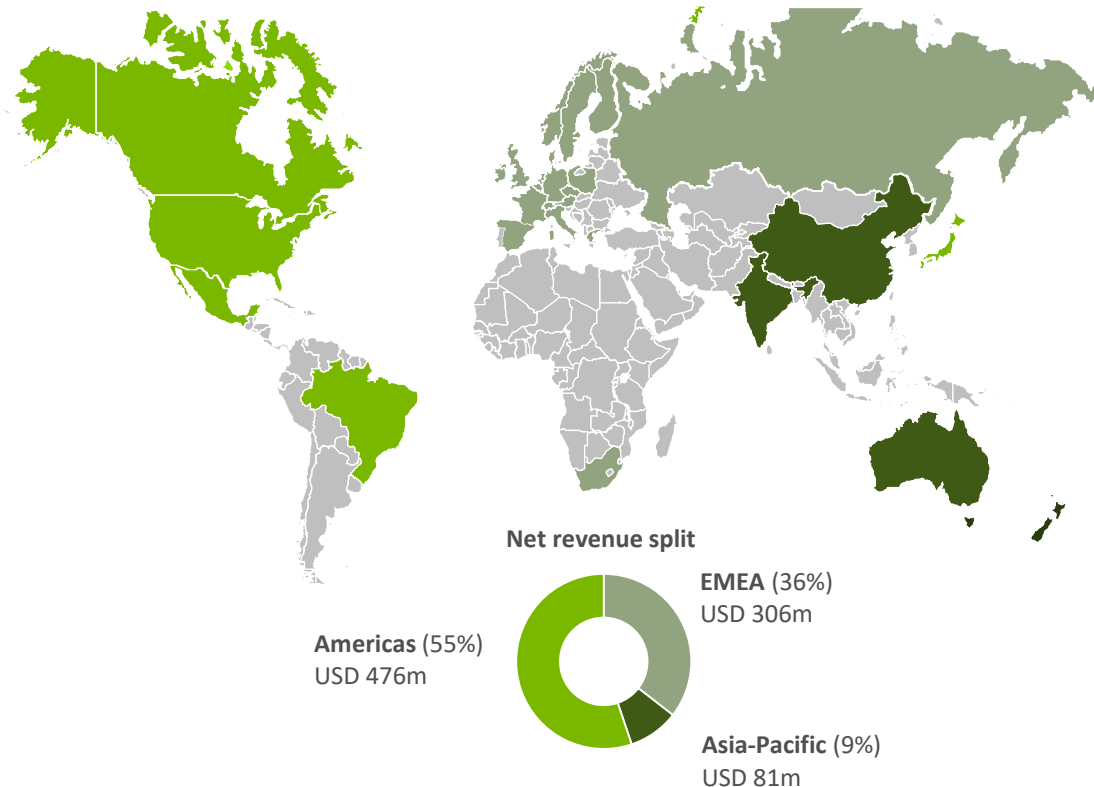 Net revenue split
EMEA (36%)
USD 306m
Americas (55%)
USD 476m
Asia-Pacific (9%)
USD 81m